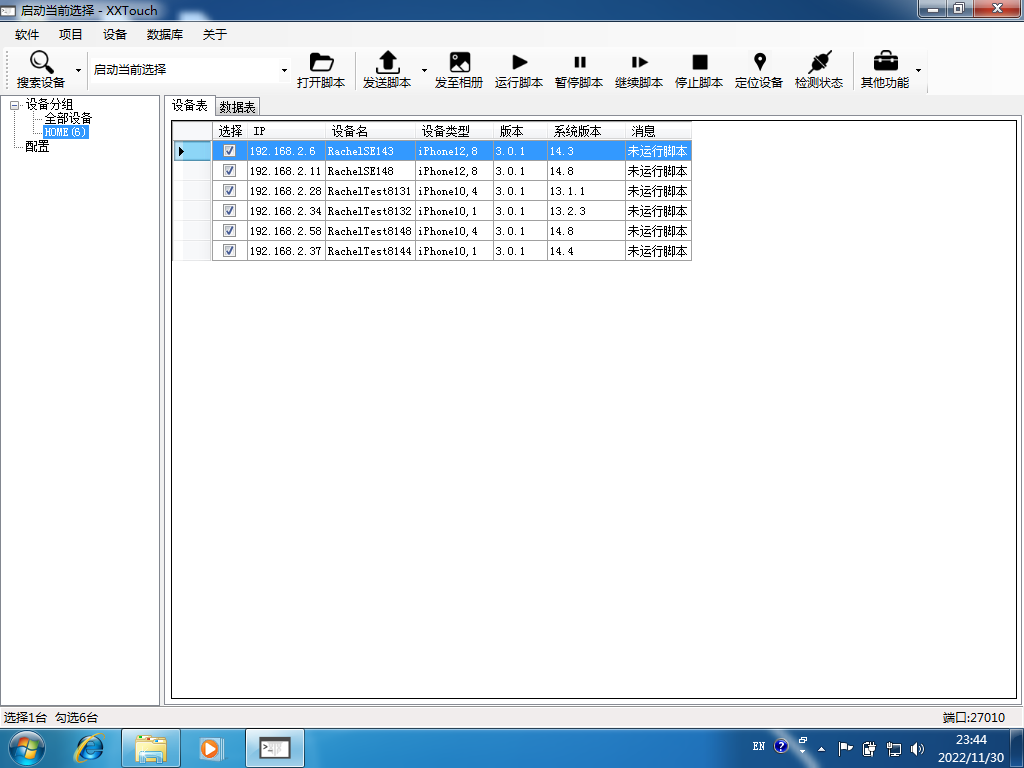 启动当前选择 - XXTouch
软件 项目 设备 数据库 关于
搜索设备 启动当前选择 打开脚本 发送脚本 发至相册 运行脚本 暂停脚本 继续脚本 停止脚本 定位设备 检测状态 其他功能
设备分组
全部设备
HOME(6)
配置
设备表 数据表
选择 IP 设备名 设备类型 版本 系统版本 消息
192.168.2.6 RachelSE143 iPhone12,8 3.0.1 14.3 未运行脚本
192.168.2.11 RachelSE148 iPhone12,8 3.0.1 14.8 未运行脚本
192.168.2.28 RachelTest8131 iPhone10,4 3.0.1 13.1.1 未运行脚本
192.168.2.34 RachelTest8132 iPhone10,1 3.0.1 13.2.3 未运行脚本
192.168.2.58 RachelTest8148 iPhone10,4 3.0.1 14.8 未运行脚本
192.168.2.37 RachelTest8144 iPhone10,1 3.0.1 14.4 未运行脚本
选择1台 勾选6台 端口:27010
EN 23:44
2022/11/30